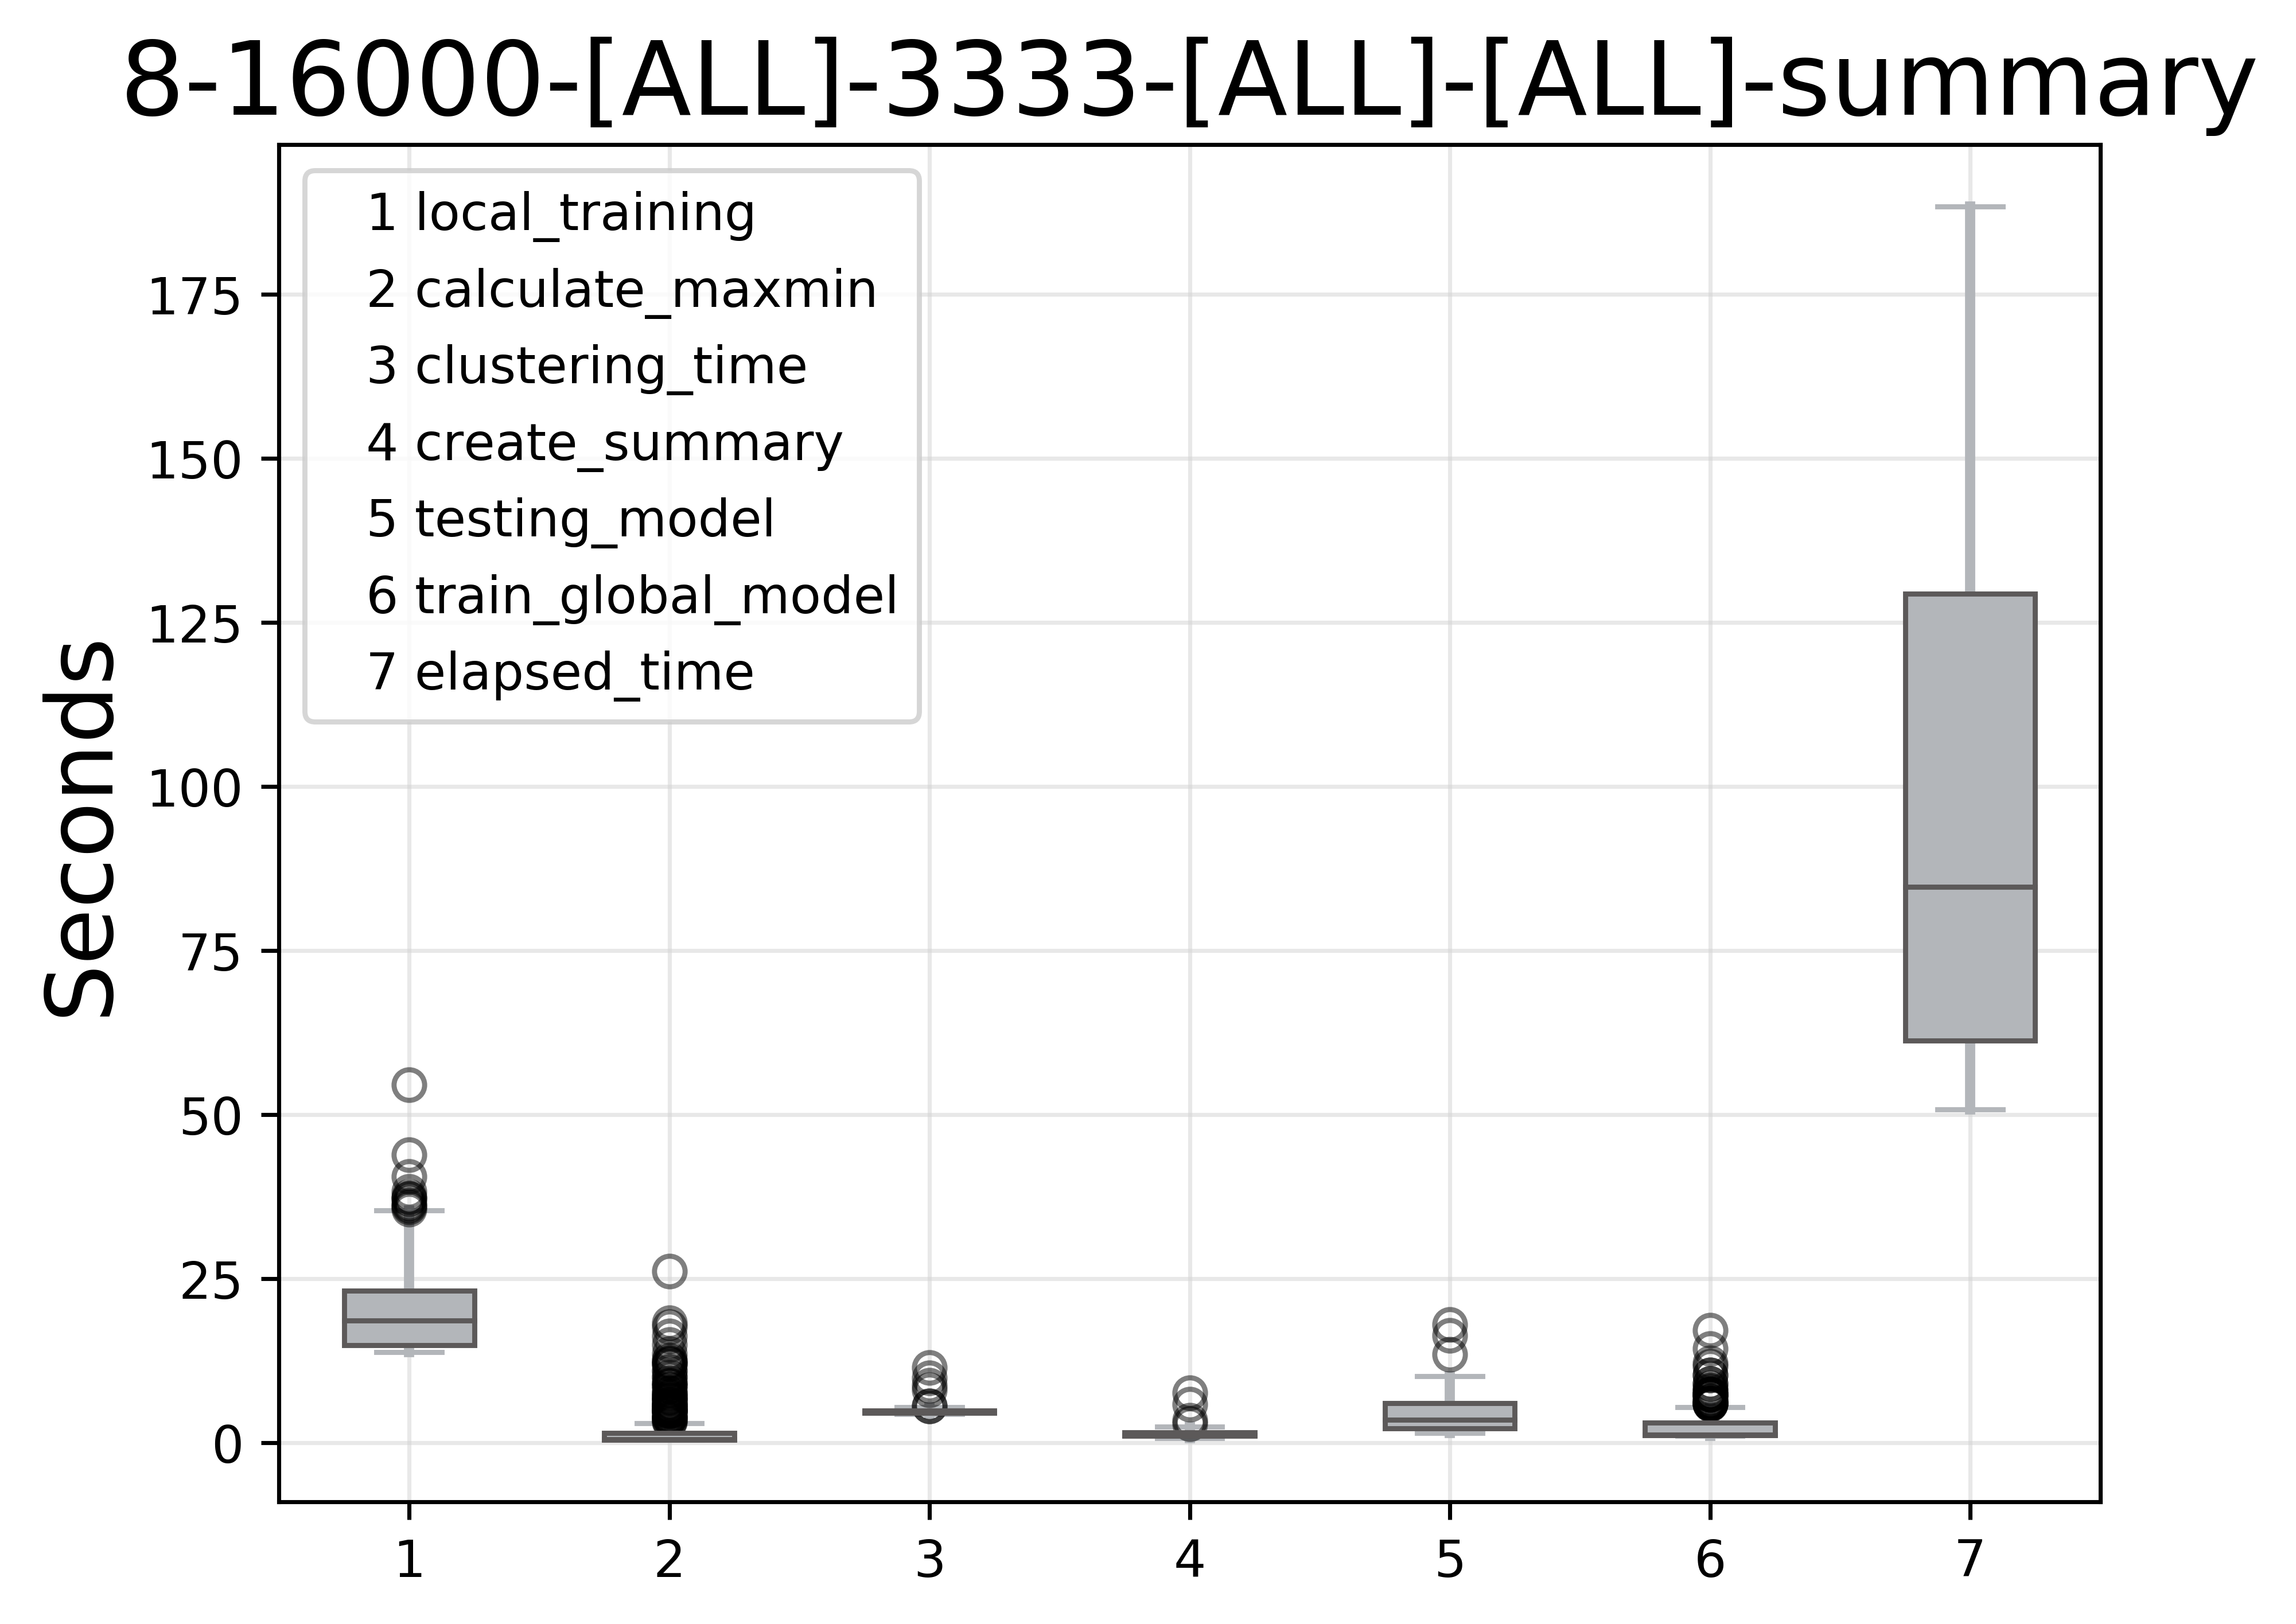 8-16000-[ALL]-3333-[ALL]-[ALL]-summary
1 local_training
2 calculate_maxmin
3 clustering_time
4 create_summary
5 testing_model
6 train_global_model
7 elapsed_time
Seconds
175
150
125
100
75
50
25
0
1 2 3 4 5 6 7